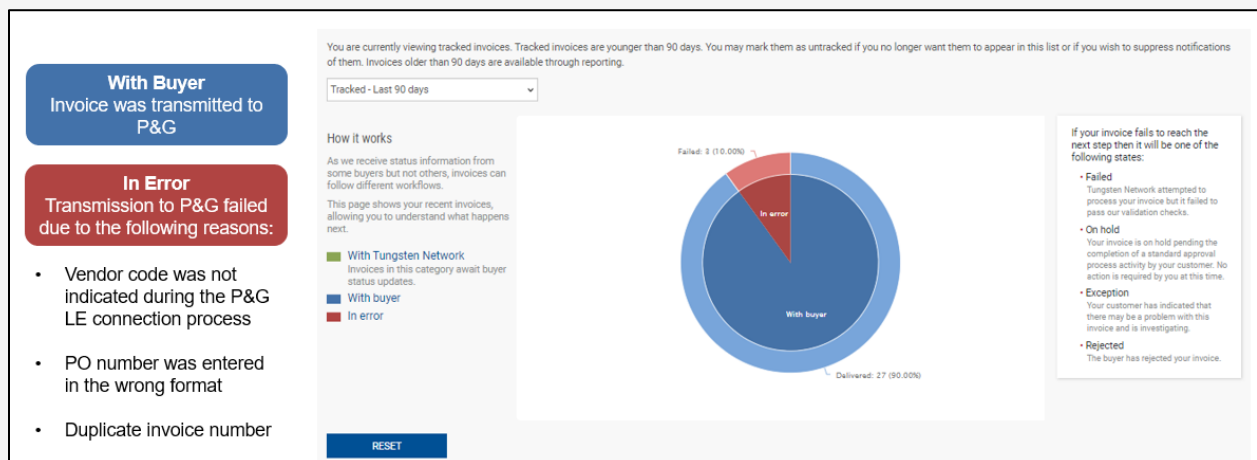 With Buyer
Invoice was transmitted to
P&G
In Error
Transmission to P&G failed
due to the following reasons:
• Vendor code was not
indicated during the P&G
LE connection process
• PO number was entered
in the wrong format
• Duplicate invoice number
You are currently viewing tracked invoices. Tracked invoices are younger than 90 days. You may mark them as untracked if you no longer want them to appear in this list or if you wish to suppress notifications
of them. Invoices older than 90 days are available through reporting.
Tracked - Last 90 days
How it works
As we receive status information from
some buyers but not others, invoices can
follow different workflows.
This page shows your recent invoices,
allowing you to understand what happens
next.
With Tungsten Network
Invoices in this category await buyer
status updates.
With buyer
In error
Failed: 3 (10.00%)
In error
With buyer
Delivered: 27 (90.00%)
If your invoice fails to reach the
next step then it will be one of the
following states:
• Failed
Tungsten Network attempted to
process your invoice but it failed to
pass our validation checks.
• On hold
Your invoice is on hold pending the
completion of a standard approval
process activity by your customer. No
action is required by you at this time.
• Exception
Your customer has indicated that
there may be a problem with this
invoice and is investigating.
• Rejected
The buyer has rejected your invoice.
RESET